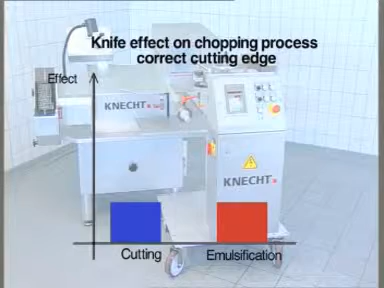 Knife effect on chopping process
correct cutting edge
Effect
KNECHT
KNECHT
Cutting
Emulsification